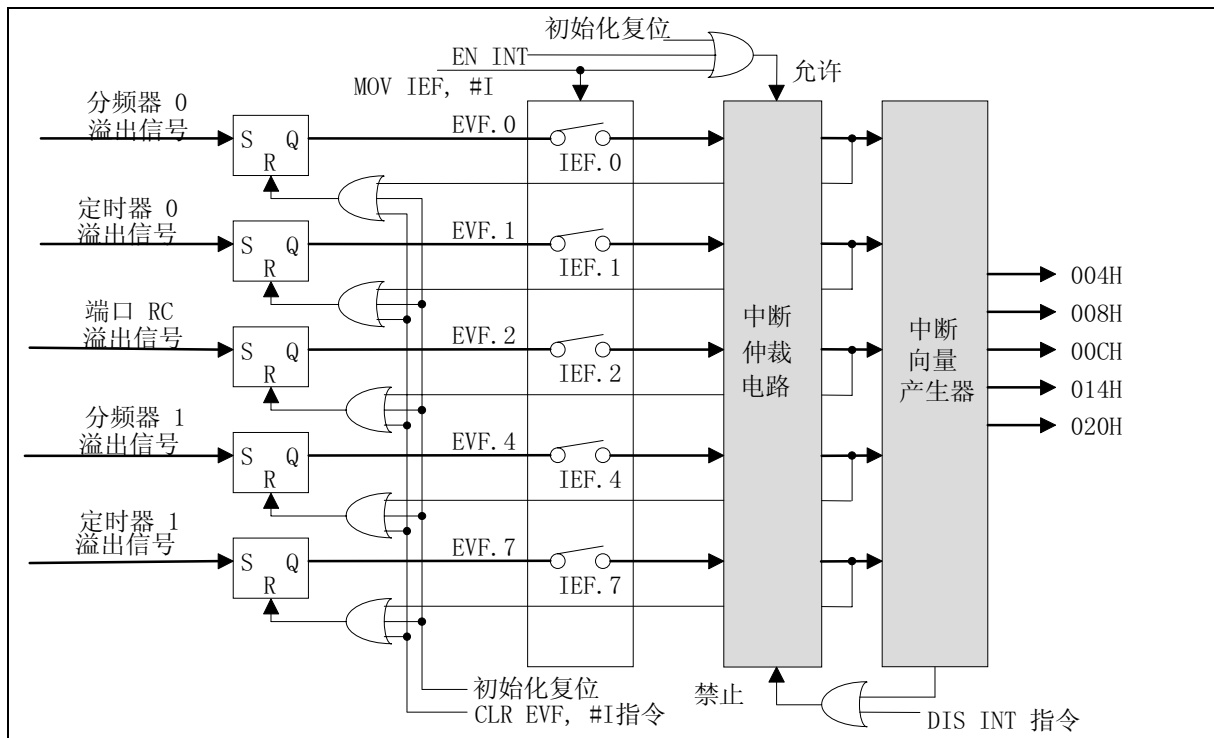 初始化复位
EN INT
MOV IEF, #I
允许
分频器 0
溢出信号
S Q
R
EVF.0
IEF.0
定时器 0
溢出信号
S Q
R
EVF.1
IEF.1
端口 RC
溢出信号
S Q
R
EVF.2
IEF.2
分频器 1
溢出信号
S Q
R
EVF.4
IEF.4
定时器 1
溢出信号
S Q
R
EVF.7
IEF.7
中断
仲裁
电路
中断
向量
产生器
004H
008H
00CH
014H
020H
初始化复位
CLR EVF, #I指令
禁止
DIS INT 指令